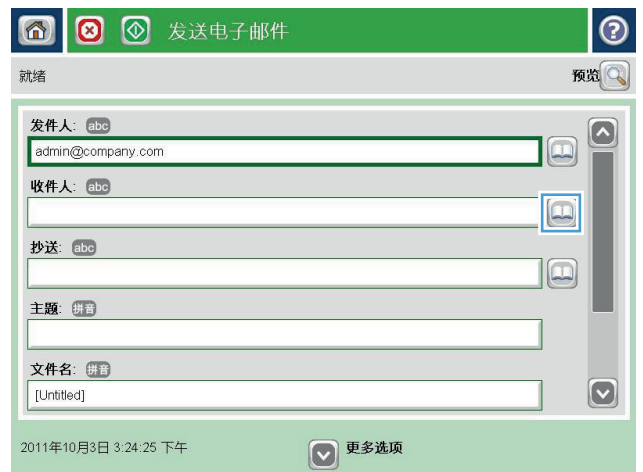 发送电子邮件
?
就绪
预览
发件人: abc
admin@company.com
收件人: abc
抄送: abc
主题: 拼音
文件名: 拼音
[Untitled]
2011年10月3日 3:24:25 下午
更多选项